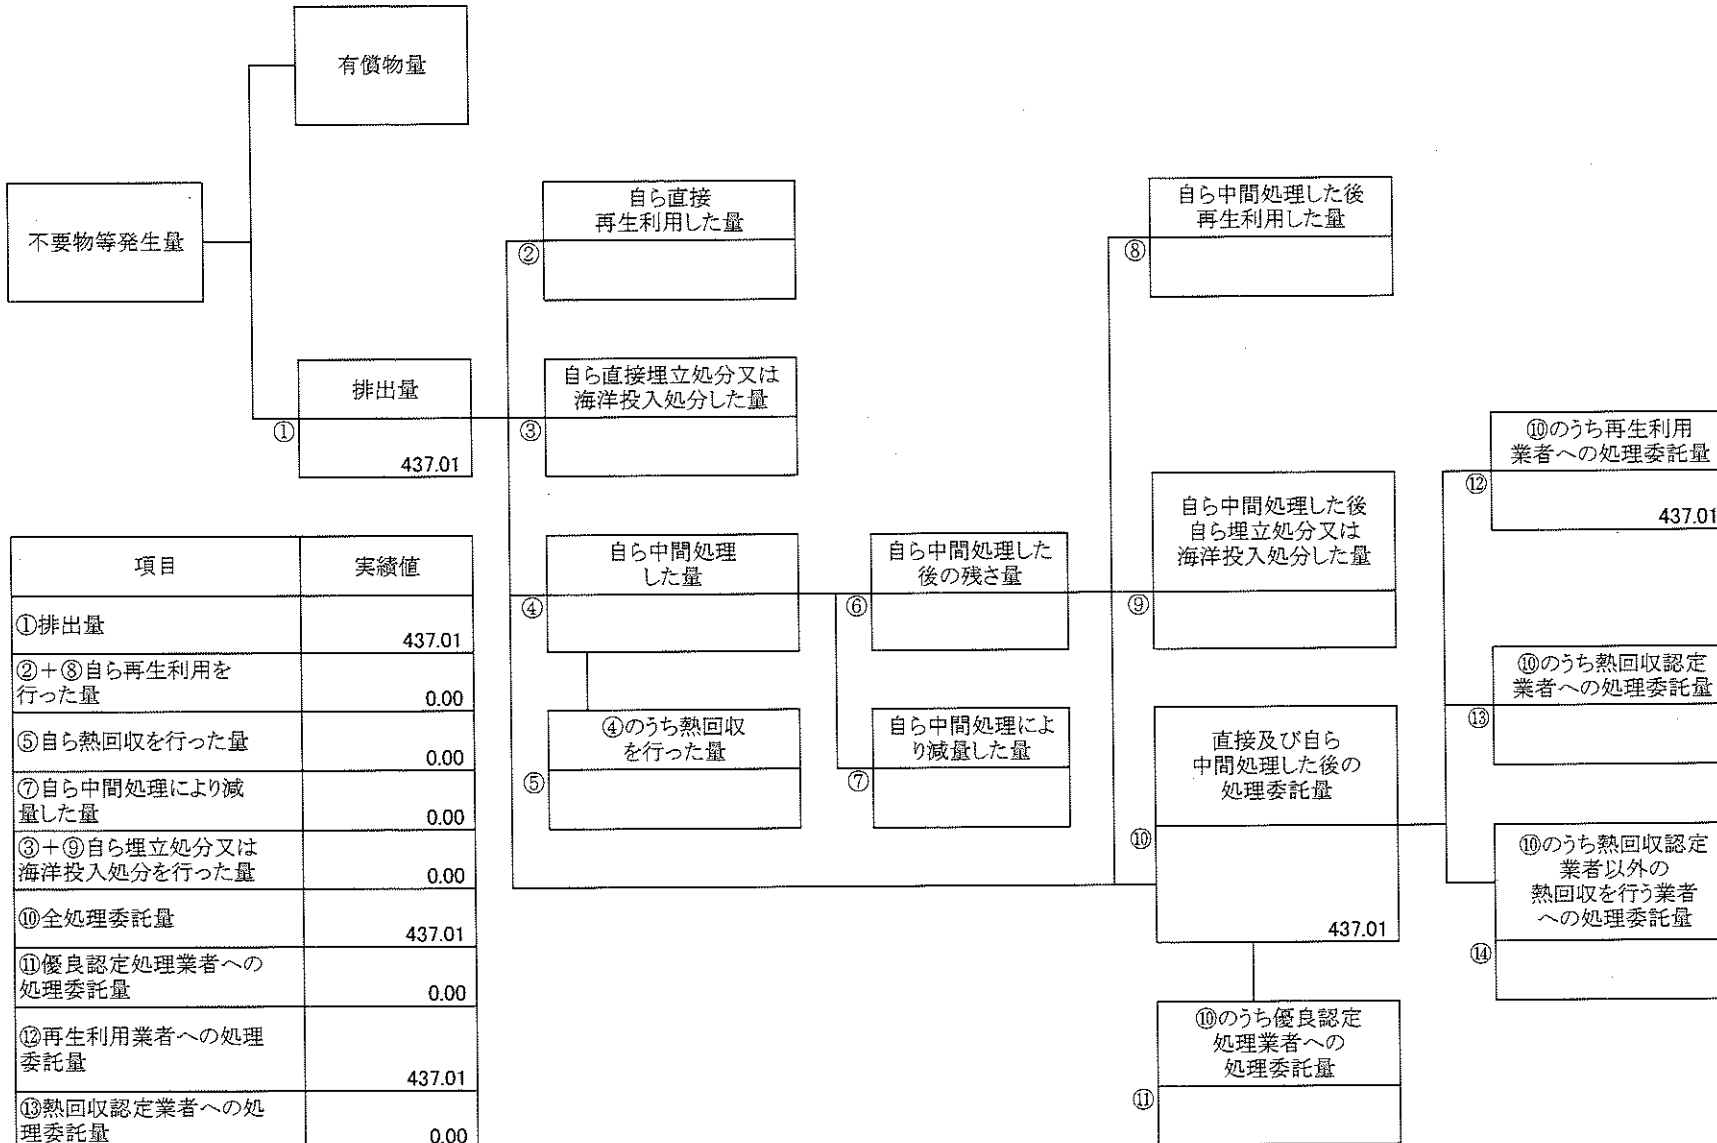 有償物量
不要物等発生量
自ら直接
再生利用した量
②
自ら中間処理した後
再生利用した量
⑧
排出量
①
437.01
自ら直接埋立処分又は
海洋投入処分した量
③
⑩のうち再生利用
業者への処理委託量
⑫
437.01
自ら中間処理
した量
④
自ら中間処理した
後の残さ量
⑥
自ら中間処理した後
自ら埋立処分又は
海洋投入処分した量
⑨
④のうち熱回収
を行った量
⑤
自ら中間処理によ
り減量した量
⑦
直接及び自ら
中間処理した後の
処理委託量
⑩
437.01
⑩のうち熱回収認定
業者への処理委託量
⑬
⑩のうち熱回収認定
業者以外の
熱回収を行う業者
への処理委託量
⑭
⑩のうち優良認定
処理業者への
処理委託量
⑪
項目 実績値
①排出量 437.01
②+⑧自ら再生利用を
行った量 0.00
⑤自ら熱回収を行った量 0.00
⑦自ら中間処理により減
量した量 0.00
③+⑨自ら埋立処分又は
海洋投入処分を行った量 0.00
⑩全処理委託量 437.01
⑪優良認定処理業者への
処理委託量 0.00
⑫再生利用業者への処理
委託量 437.01
⑬熱回収認定業者への処
理委託量 0.00